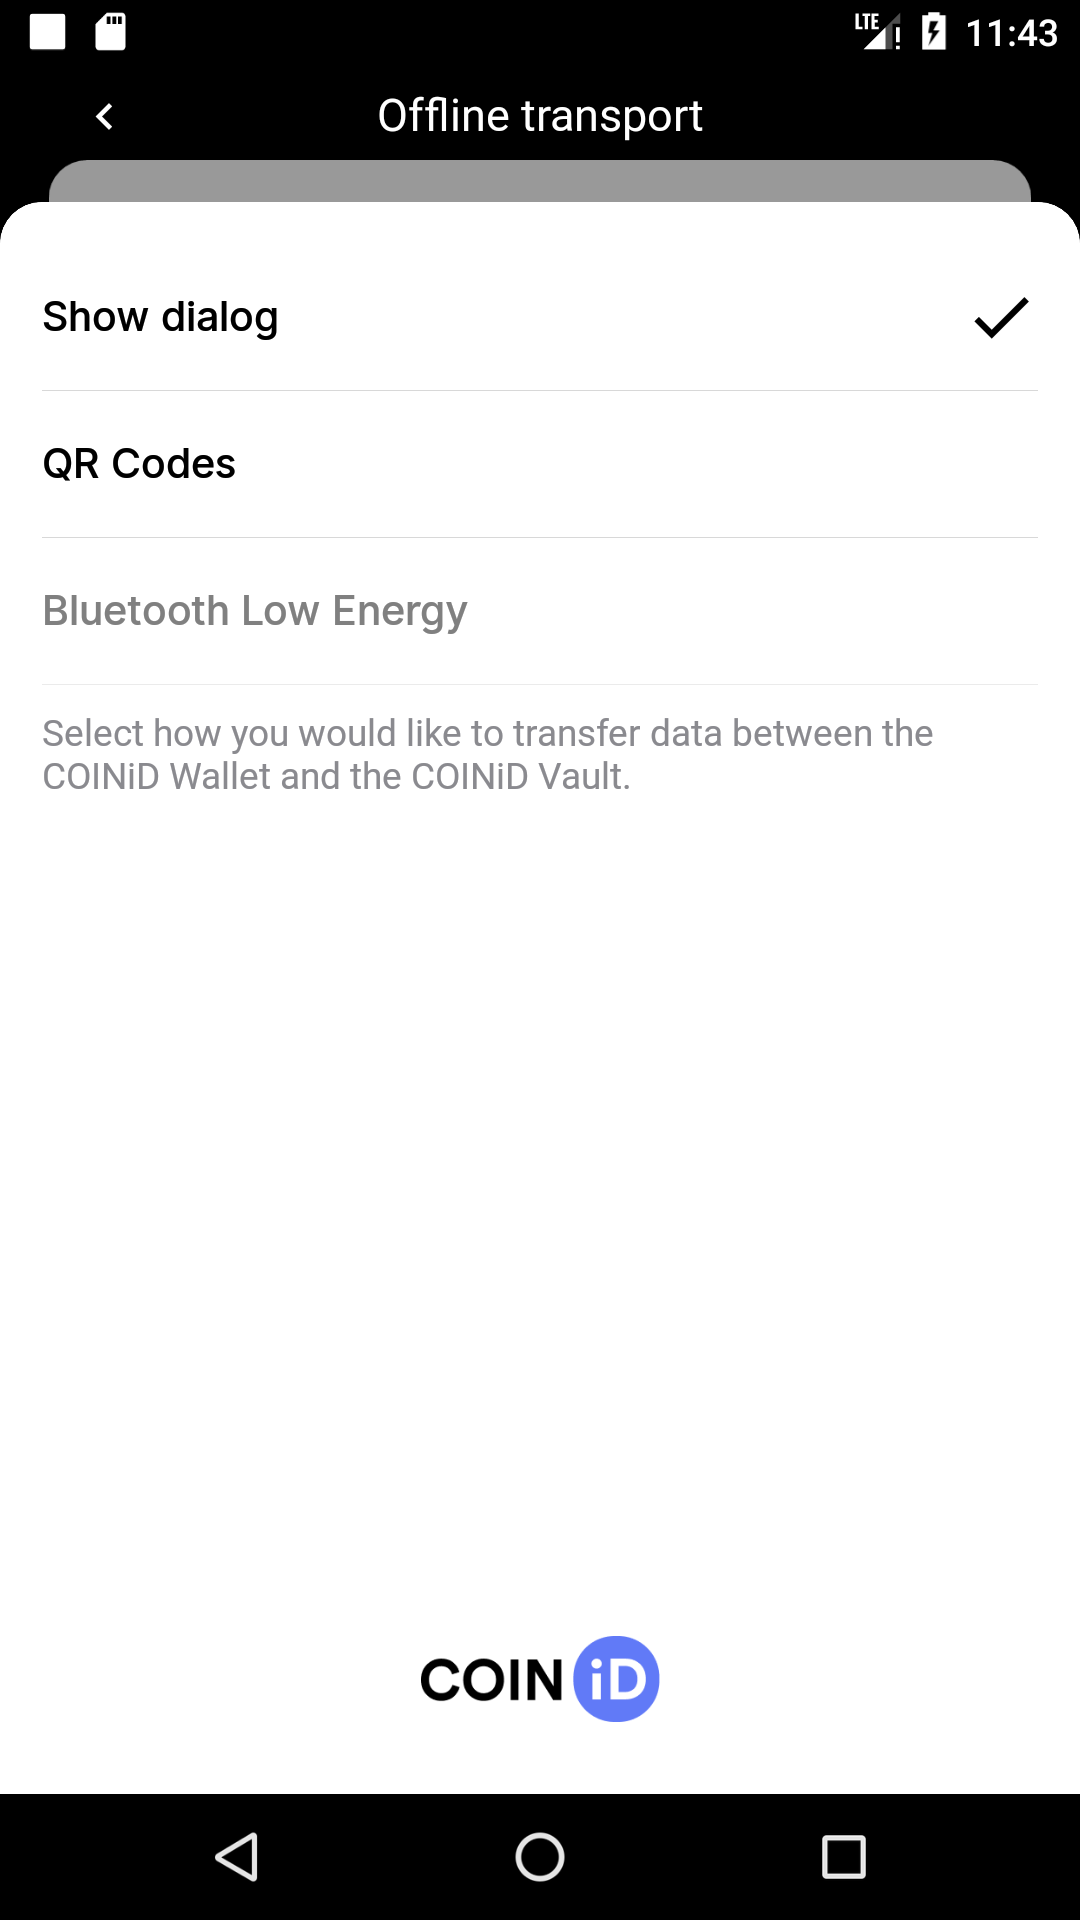 LTE 11:43
Offline transport
Show dialog
QR Codes
Bluetooth Low Energy
Select how you would like to transfer data between the
COINiD Wallet and the COINiD Vault.
COIN iD